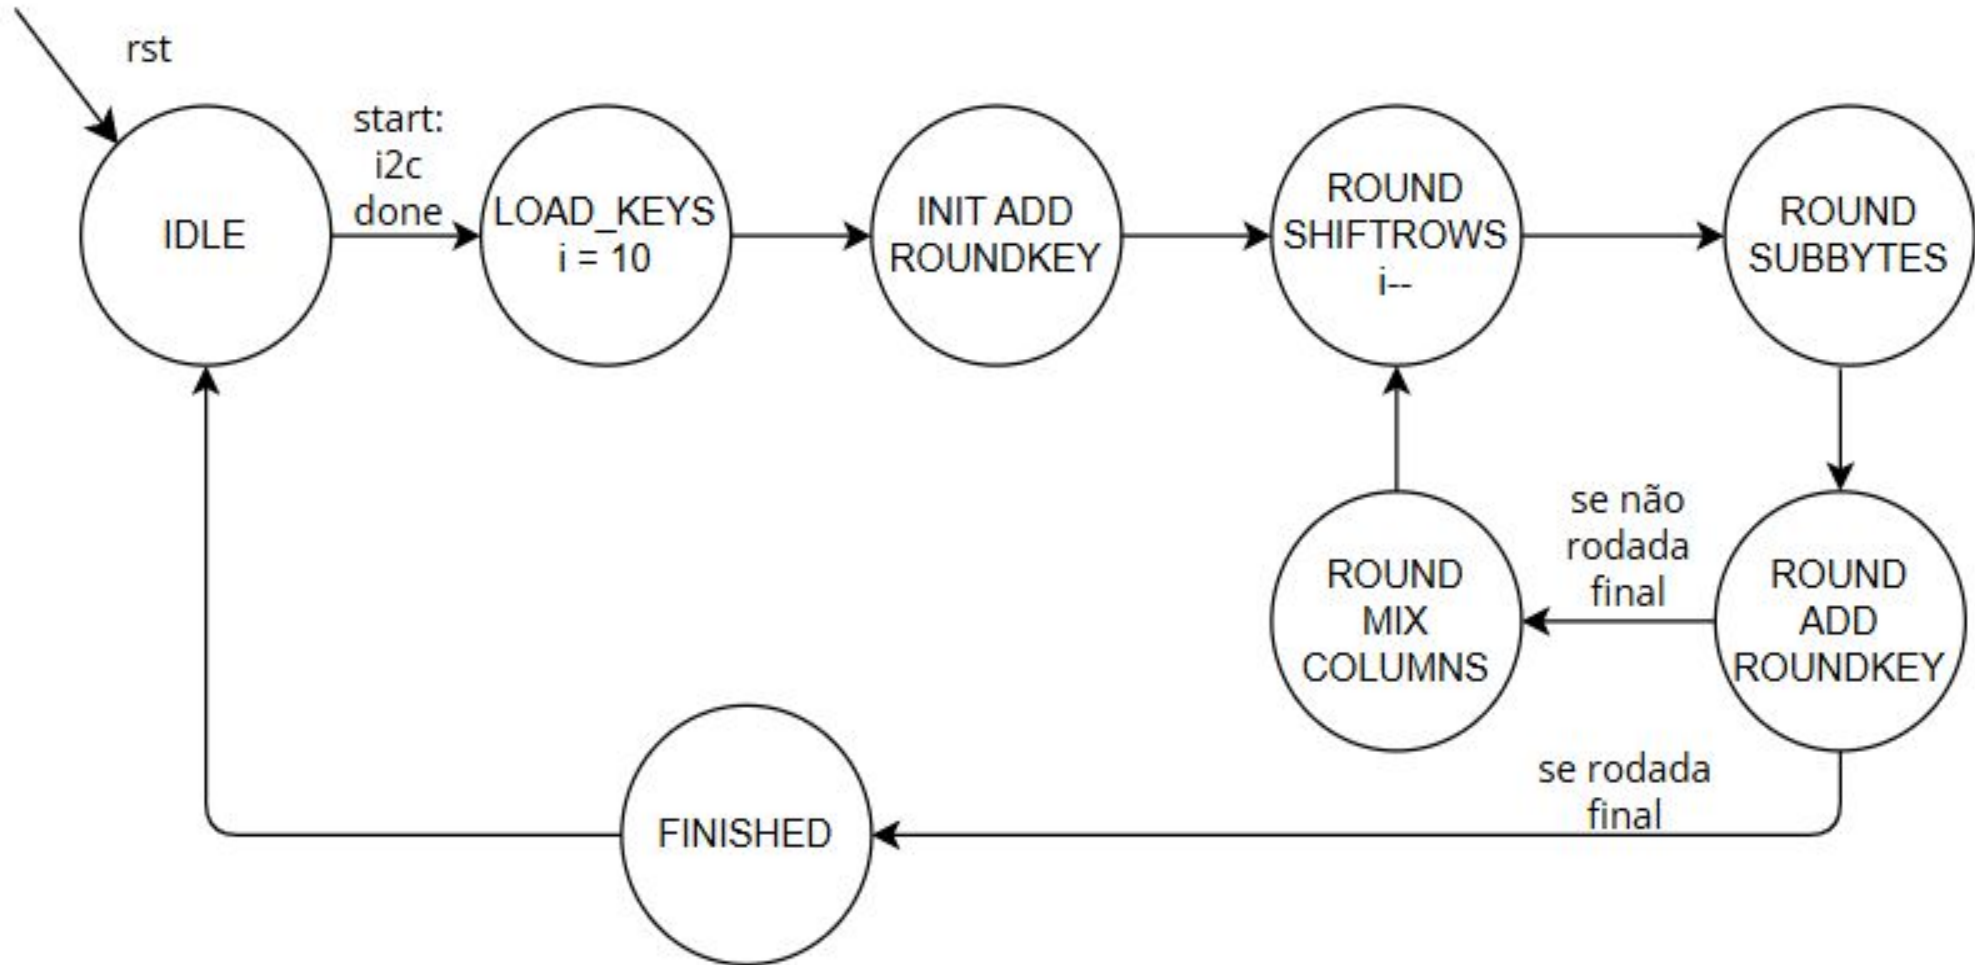 rst
start:
i2c
done
IDLE
LOAD_KEYS
i = 10
INIT ADD
ROUNDKEY
ROUND
SHIFTROWS
i--
ROUND
SUBBYTES
se não
rodada
final
ROUND
MIX
COLUMNS
ROUND
ADD
ROUNDKEY
se rodada
final
FINISHED